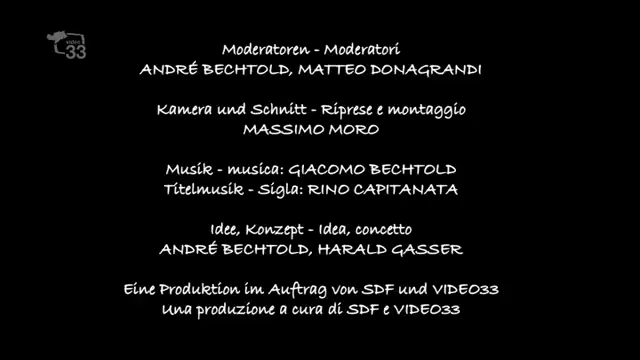 video
33
Moderatoren - Moderatori
ANDRÉ BECHTOLD, MATTEO DONAGRANDI
Kamera und Schnitt - Riprese e montaggio
MASSIMO MORO
Musik - musica: GIACOMO BECHTOLD
Titelmusik - Sigla: RINO CAPITANATA
Idee, Konzept - Idea, concetto
ANDRÉ BECHTOLD, HARALD GASSER
Eine Produktion im Auftrag von SDF und VIDEO33
Una produzione a cura di SDF e VIDEO33